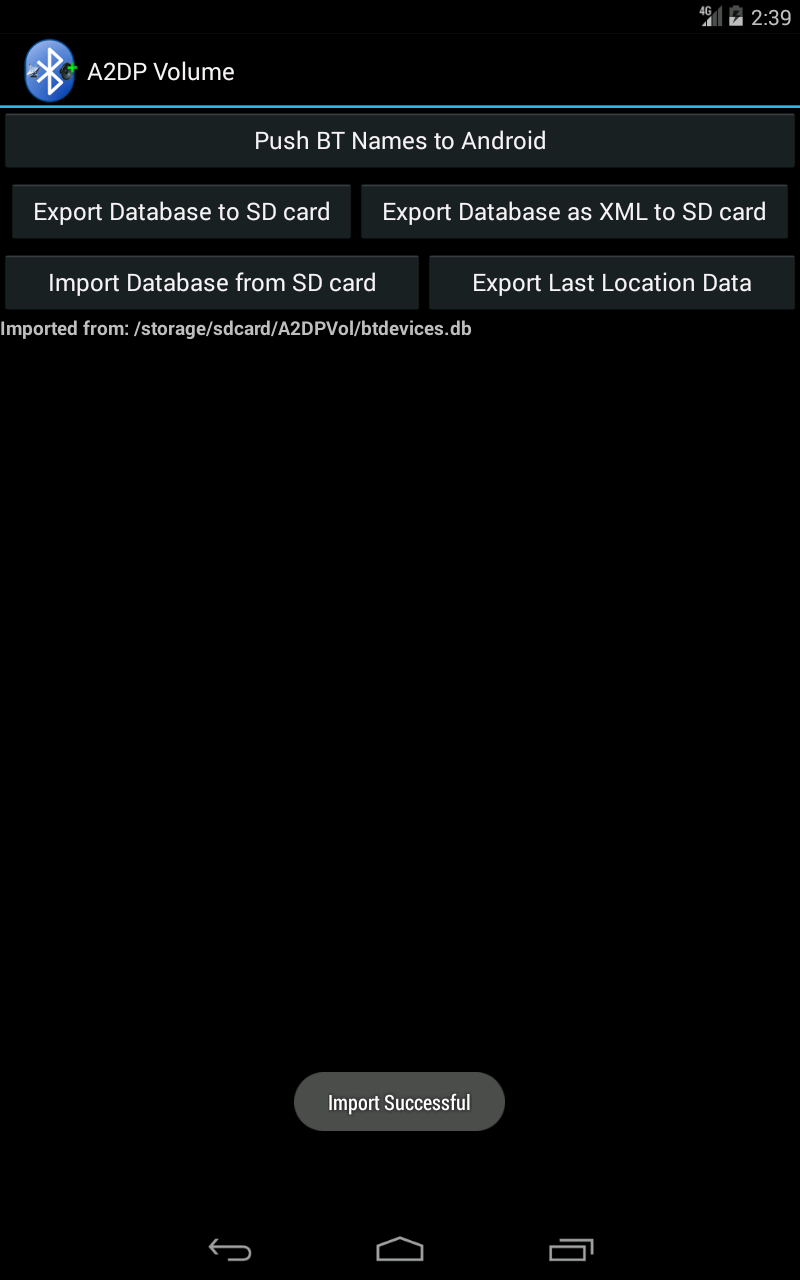 4G 2:39
A2DP Volume
Push BT Names to Android
Export Database to SD card Export Database as XML to SD card
Import Database from SD card Export Last Location Data
Imported from: /storage/sdcard/A2DPVol/btdevices.db
Import Successful